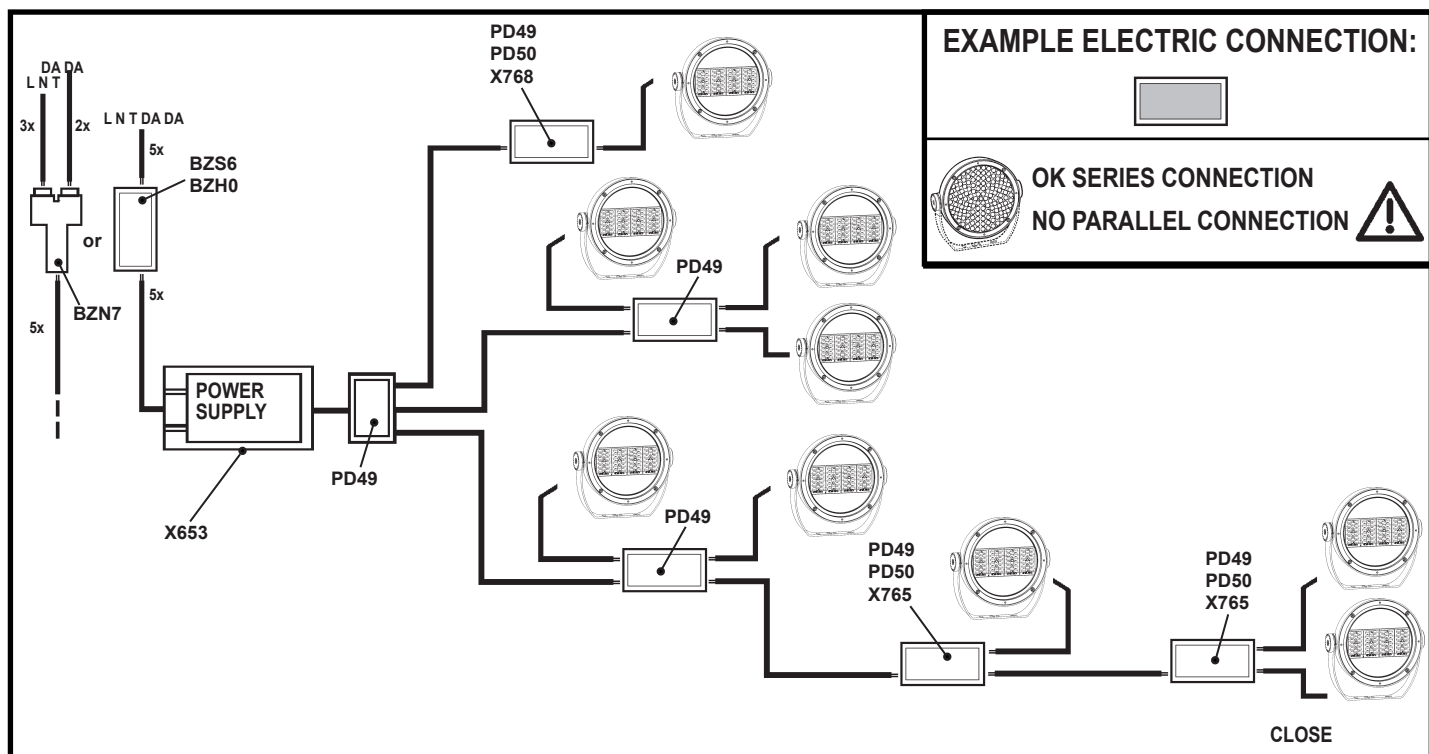 EXAMPLE ELECTRIC CONNECTION:
OK SERIES CONNECTION
NO PARALLEL CONNECTION
DA DA
L N T
3x
2x
L N T DA DA
5x
BZS6
BZH0
or
BZN7
5x
5x
POWER
SUPPLY
X653
PD49
PD49
PD50
X768
PD49
PD49
PD49
PD50
X765
PD49
PD50
X765
CLOSE